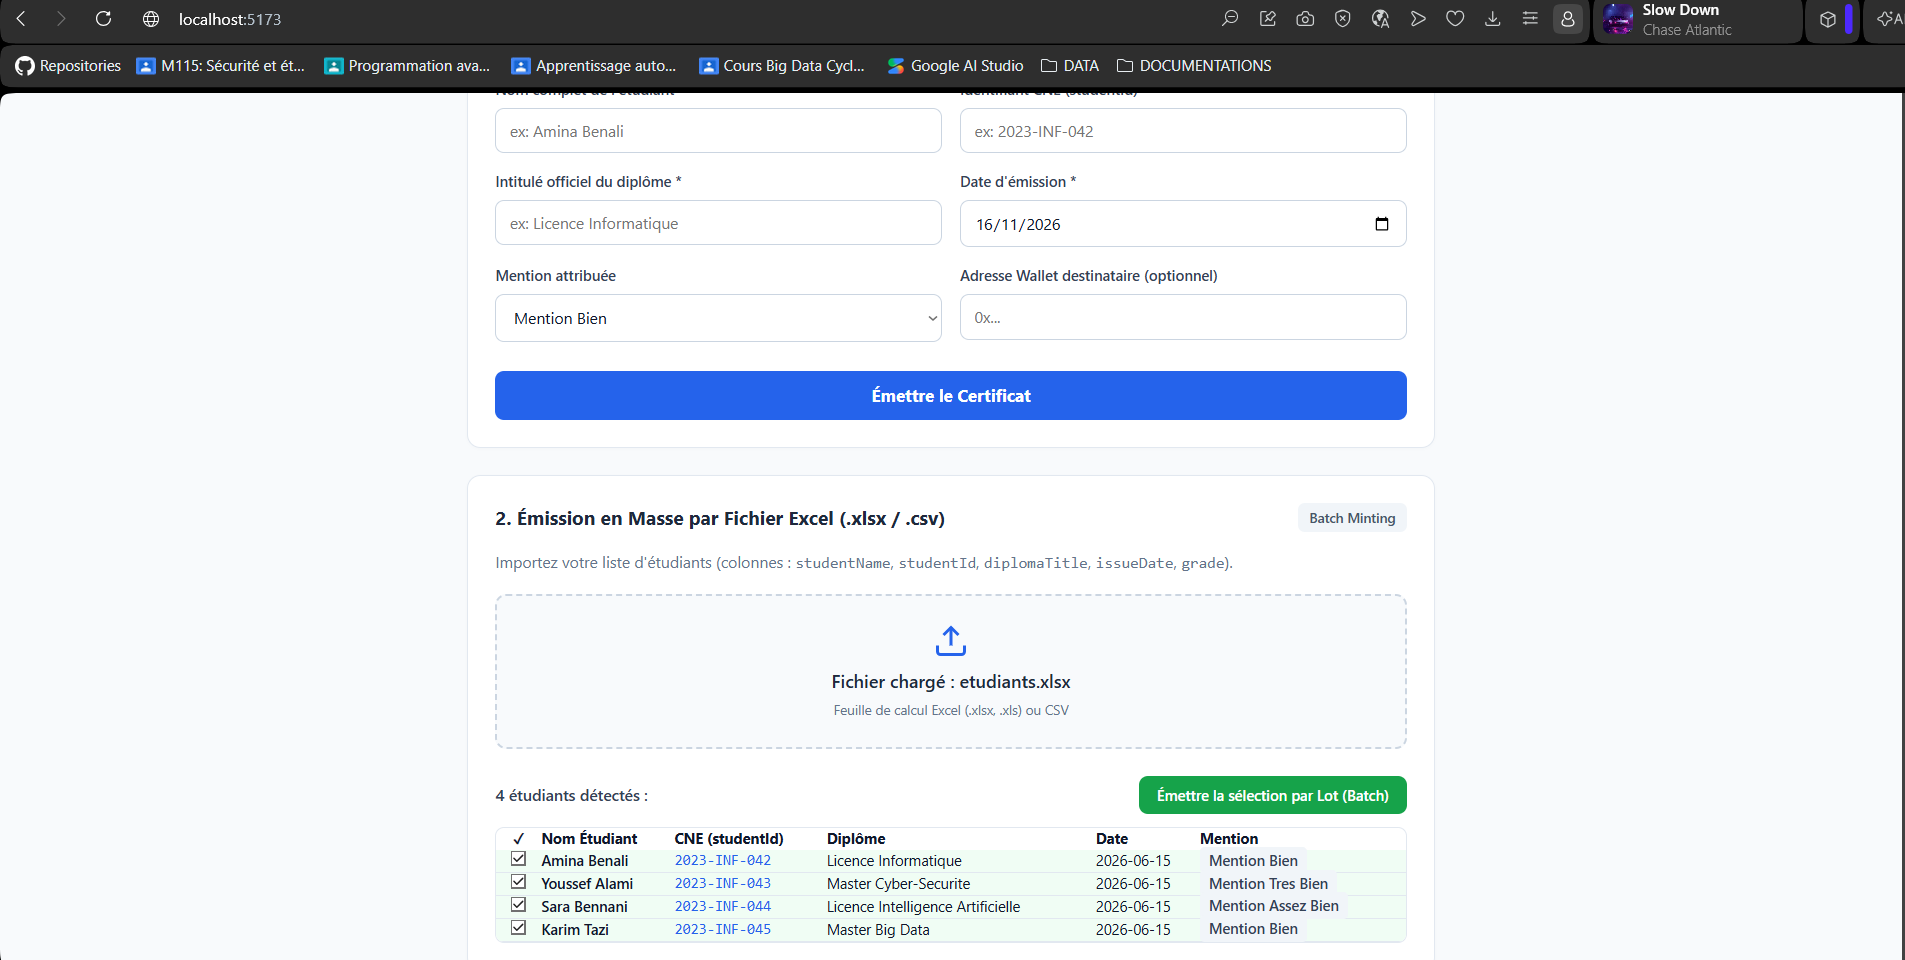 localhost:5173
Slow Down
Chase Atlantic
Repositories M115: Sécurité et ét... Programmation ava... Apprentissage auto... Cours Big Data Cycl... Google AI Studio DATA DOCUMENTATIONS
ex: Amina Benali ex: 2023-INF-042
Intitulé officiel du diplôme * Date d'émission *
ex: Licence Informatique 16/11/2026
Mention attribuée Adresse Wallet destinataire (optionnel)
Mention Bien 0x...
Émettre le Certificat
2. Émission en Masse par Fichier Excel (.xlsx / .csv) Batch Minting
Importez votre liste d'étudiants (colonnes : studentName, studentId, diplomaTitle, issueDate, grade).
Fichier chargé : etudiants.xlsx
Feuille de calcul Excel (.xlsx, .xls) ou CSV
4 étudiants détectés : Émettre la sélection par Lot (Batch)
✓ Nom Étudiant CNE (studentId) Diplôme Date Mention
Amina Benali 2023-INF-042 Licence Informatique 2026-06-15 Mention Bien
Youssef Alami 2023-INF-043 Master Cyber-Securite 2026-06-15 Mention Tres Bien
Sara Bennani 2023-INF-044 Licence Intelligence Artificielle 2026-06-15 Mention Assez Bien
Karim Tazi 2023-INF-045 Master Big Data 2026-06-15 Mention Bien